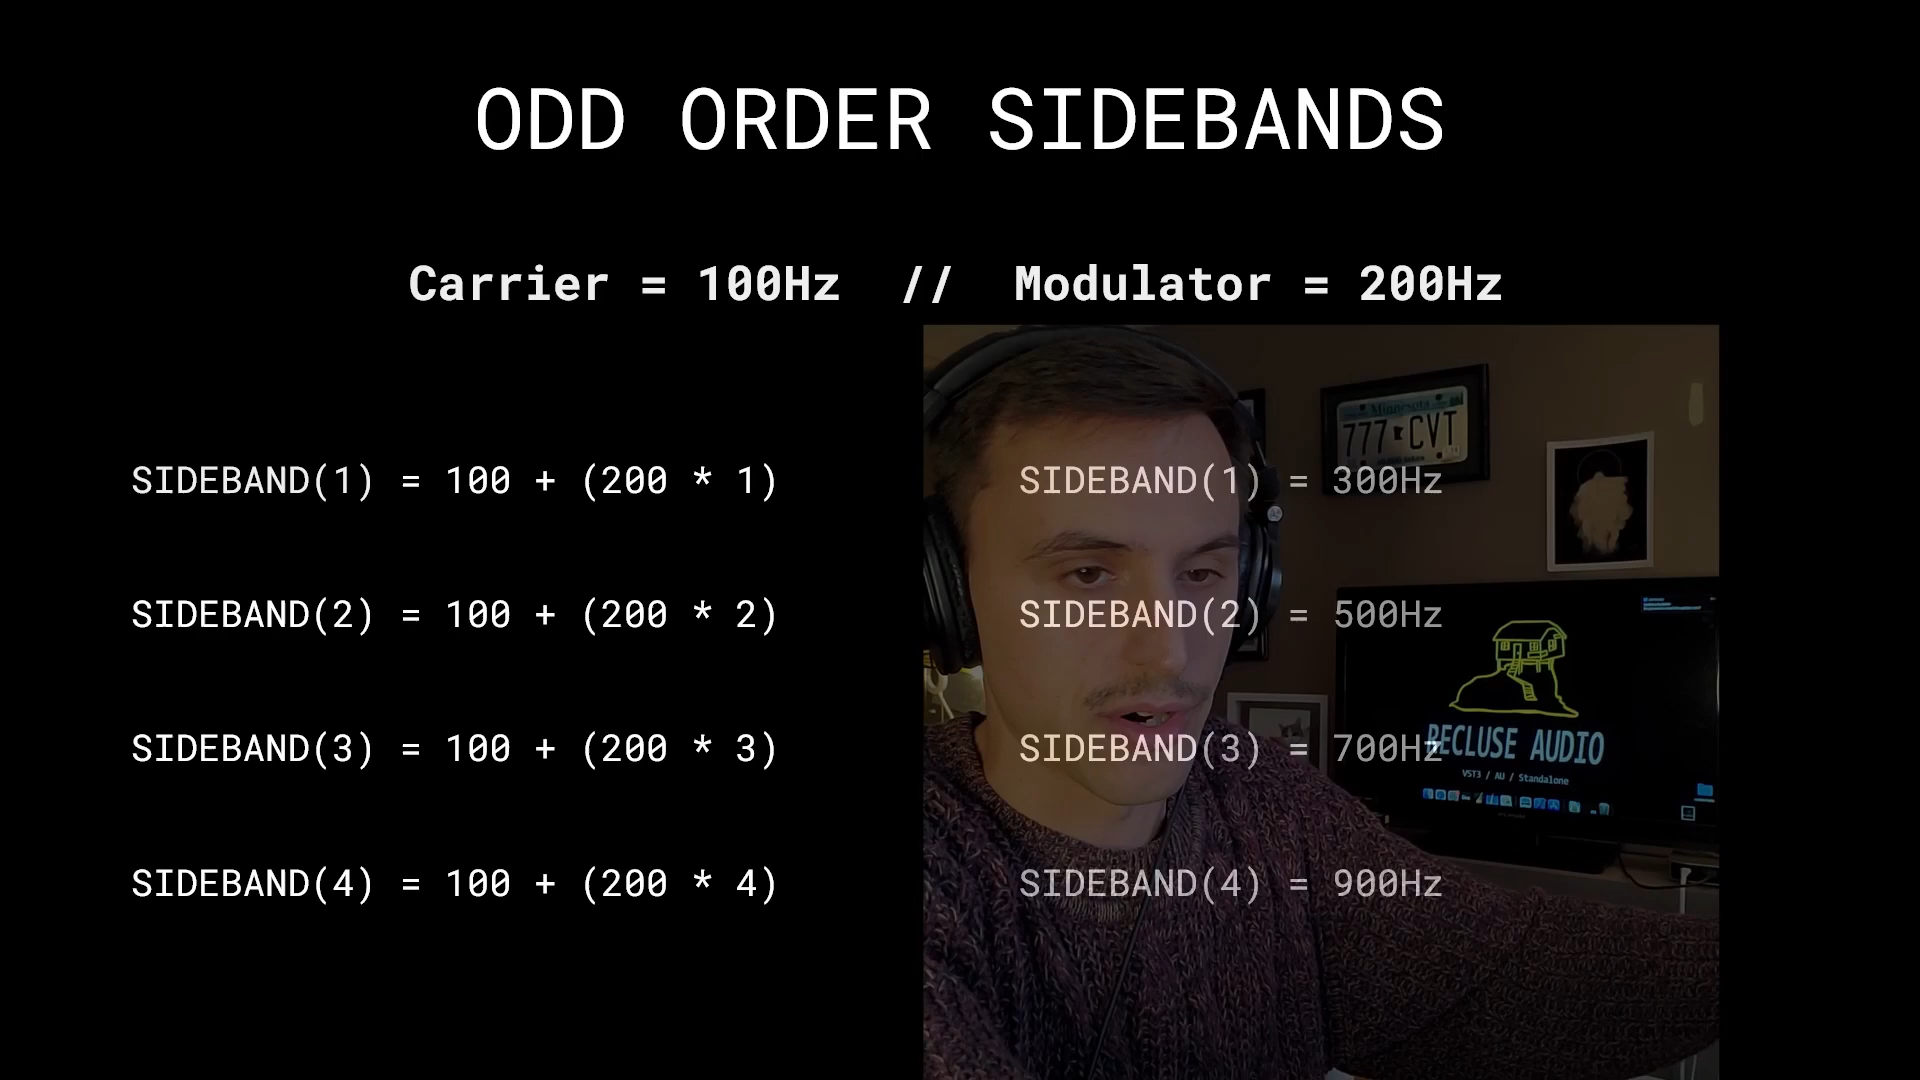 ODD ORDER SIDEBANDS
Carrier = 100Hz // Modulator = 200Hz
SIDEBAND(1) = 100 + (200 * 1)
SIDEBAND(1) = 300Hz
SIDEBAND(2) = 100 + (200 * 2)
SIDEBAND(2) = 500Hz
SIDEBAND(3) = 100 + (200 * 3)
SIDEBAND(3) = 700Hz
SIDEBAND(4) = 100 + (200 * 4)
SIDEBAND(4) = 900Hz
Minnesota
777 CVT
RECLUSE AUDIO
VST3 / AU / Standalone